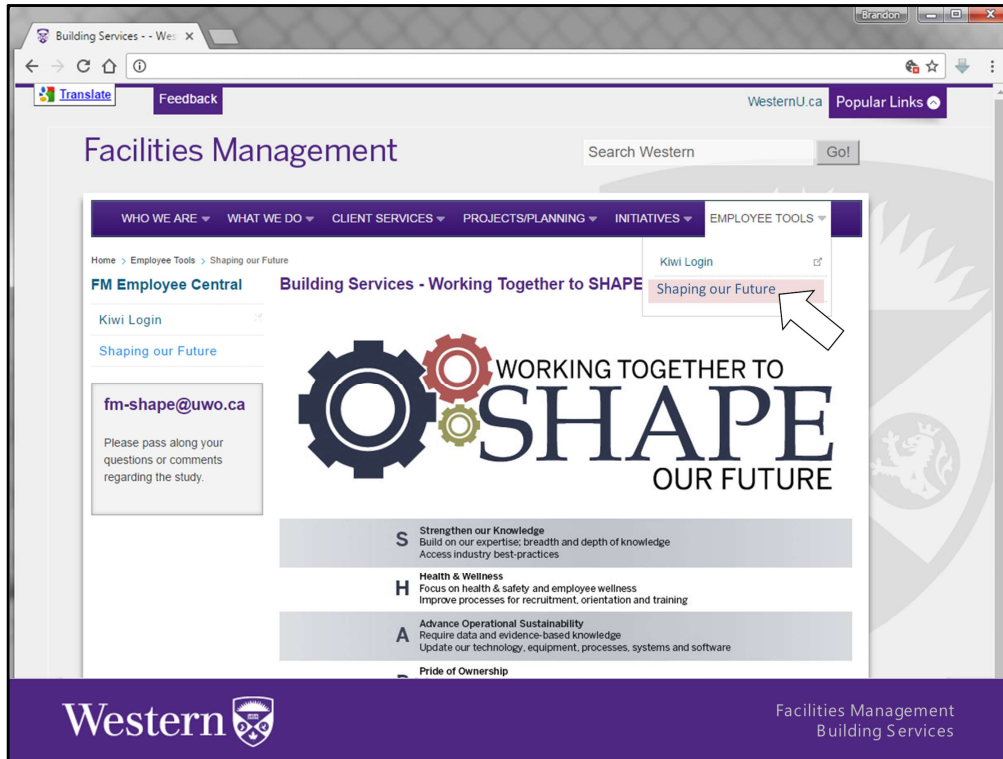 Brandon
Building Services - - Wes
Translate
Feedback
WesternU.ca
Popular Links
Facilities Management
Search Western
Go!
WHO WE ARE
WHAT WE DO
CLIENT SERVICES
PROJECTS/PLANNING
INITIATIVES
EMPLOYEE TOOLS
Kiwi Login
Shaping our Future
Home > Employee Tools > Shaping our Future
FM Employee Central
Kiwi Login
Shaping our Future
fm-shape@uwo.ca
Please pass along your
questions or comments
regarding the study.
Building Services - Working Together to SHAPE
WORKING TOGETHER TO
SHAPE
OUR FUTURE
S
Strengthen our Knowledge
Build on our expertise; breadth and depth of knowledge
Access industry best-practices
H
Health & Wellness
Focus on health & safety and employee wellness
Improve processes for recruitment, orientation and training
A
Advance Operational Sustainability
Require data and evidence-based knowledge
Update our technology, equipment, processes, systems and software
Pride of Ownership
Western
Facilities Management
Building Services